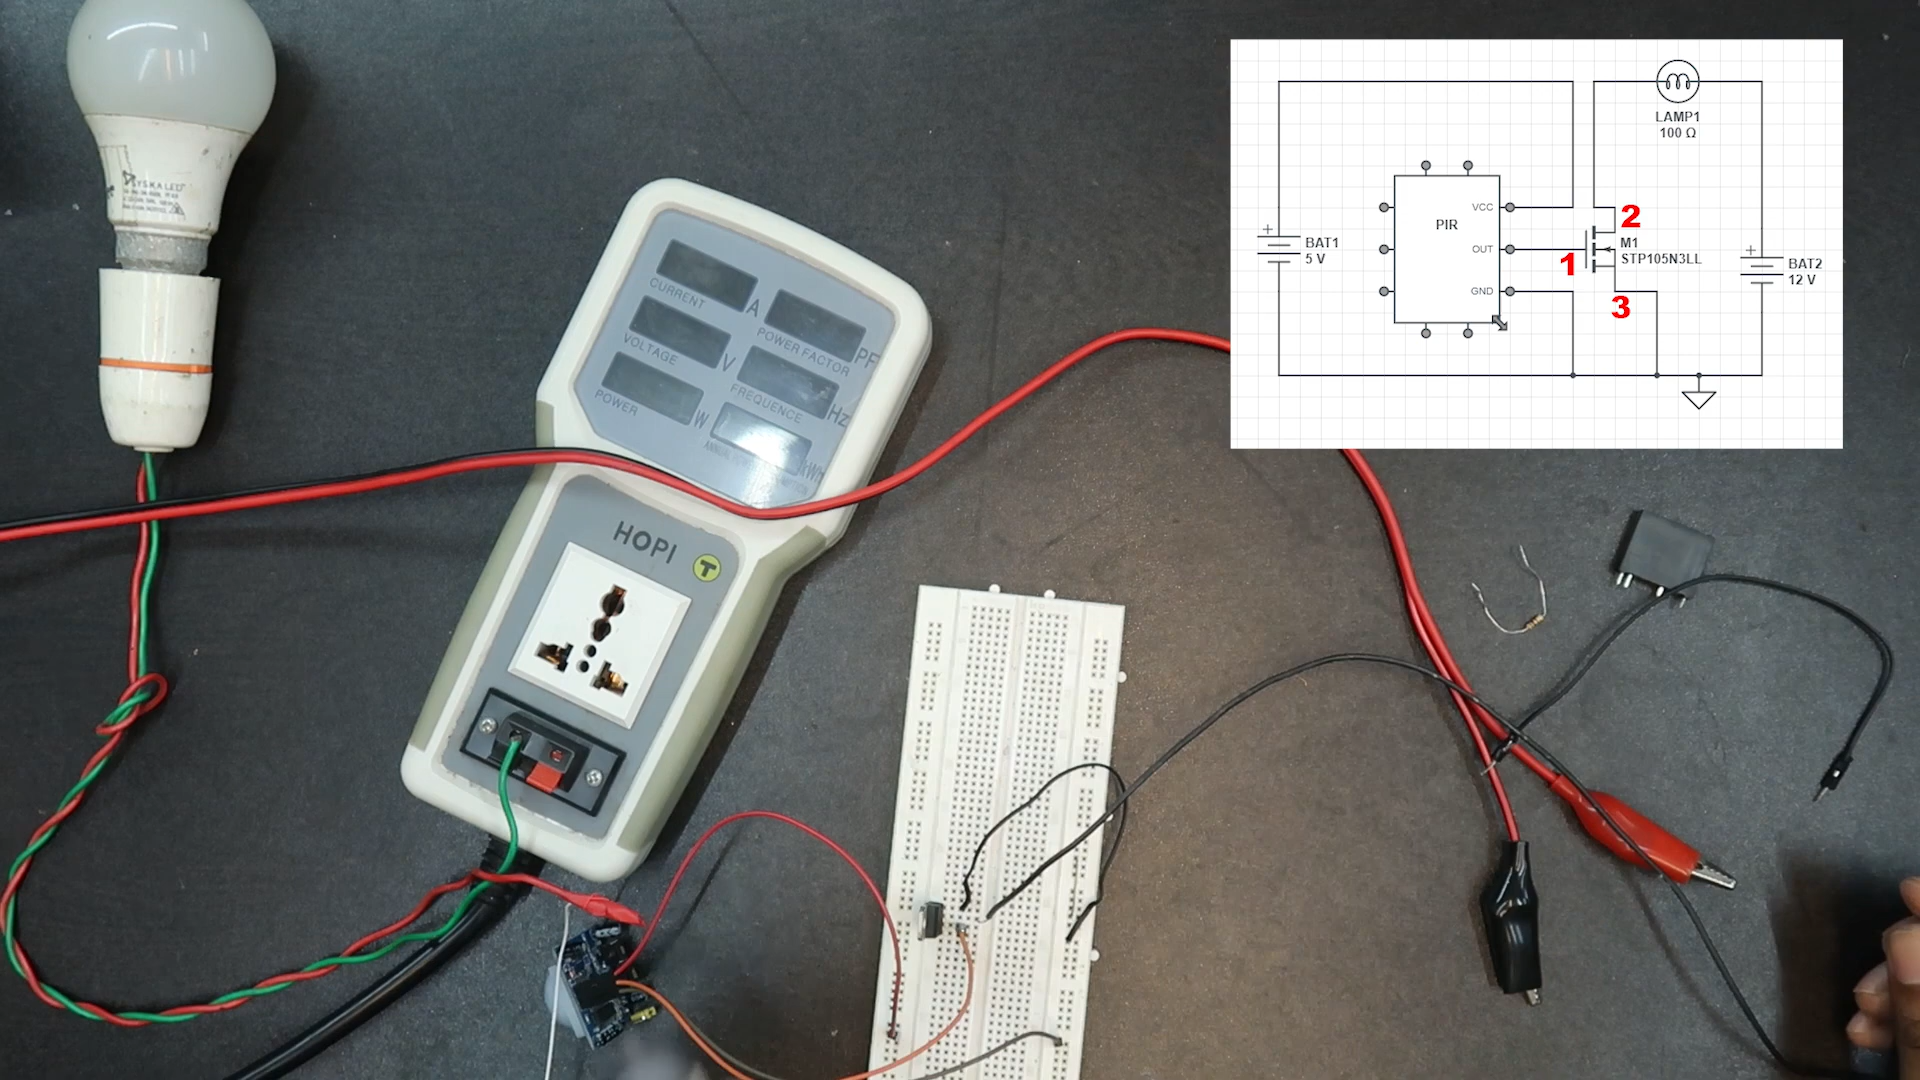 SYSKA LED
CURRENT
A
POWER FACTOR
PF
VOLTAGE
V
FREQUENCY
Hz
POWER
W
kWh
HOPI
T
LAMP1
100 Ω
VCC
PIR
OUT
GND
BAT1
5 V
1
2
M1
STP105N3LL
3
BAT2
12 V